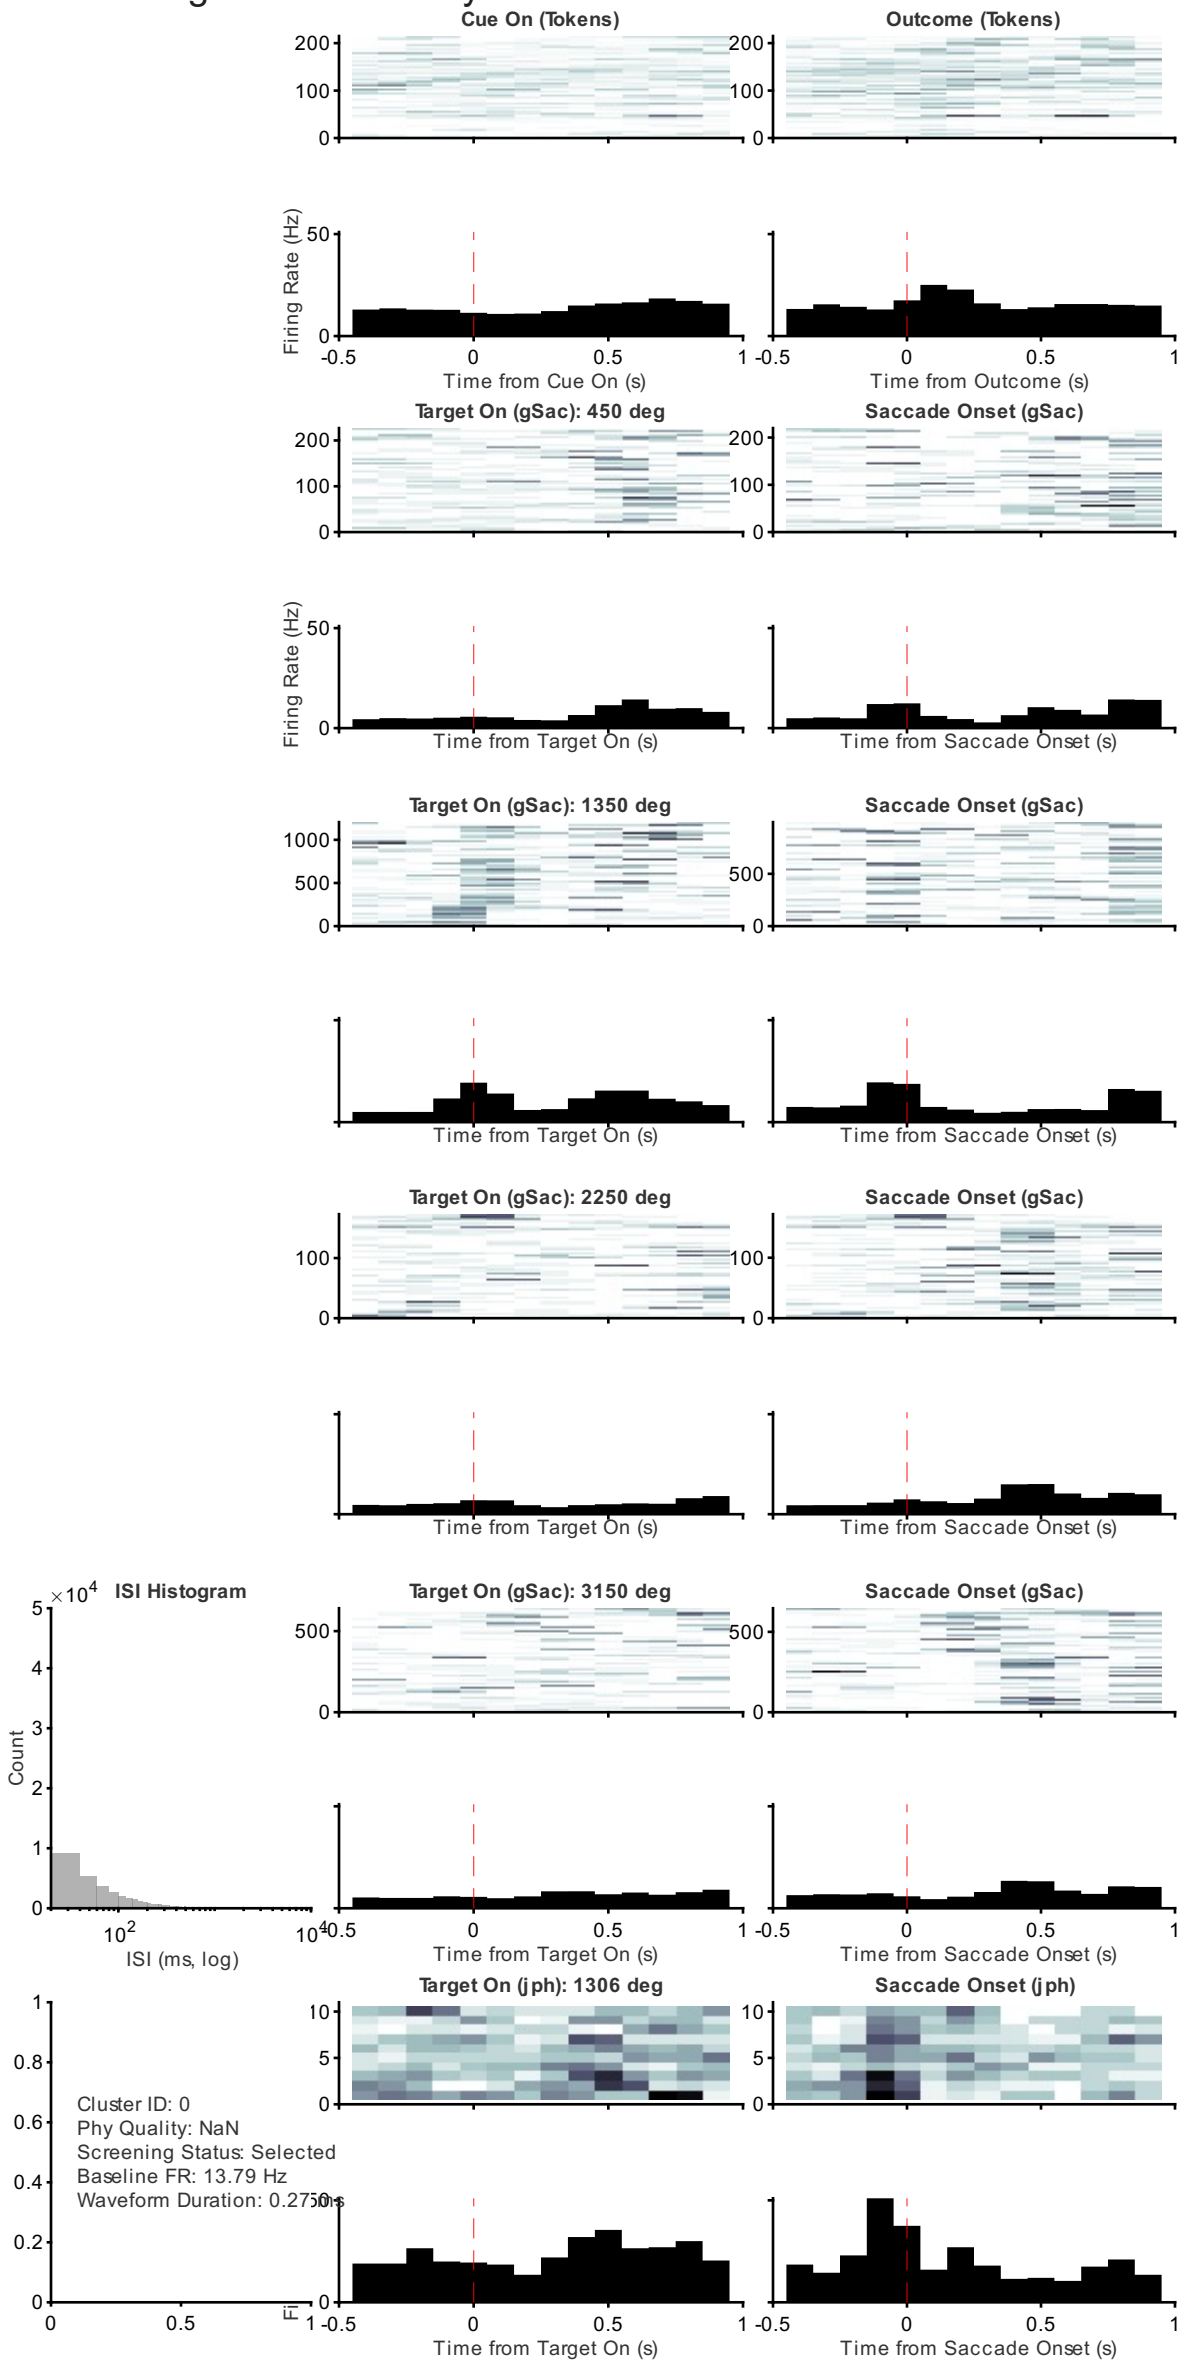 Cue On (Tokens)
Outcome (Tokens)
200
100
0
200
100
0
Firing Rate (Hz)
50
0
-0.5
0
0.5
1
-0.5
0
0.5
1
Time from Cue On (s)
Time from Outcome (s)
Target On (gSac): 450 deg
Saccade Onset (gSac)
200
100
0
200
100
0
Firing Rate (Hz)
50
0
Time from Target On (s)
Time from Saccade Onset (s)
Target On (gSac): 1350 deg
Saccade Onset (gSac)
1000
500
0
500
0
Time from Target On (s)
Time from Saccade Onset (s)
Target On (gSac): 2250 deg
Saccade Onset (gSac)
100
0
100
0
Time from Target On (s)
Time from Saccade Onset (s)
×10^4
ISI Histogram
Target On (gSac): 3150 deg
Saccade Onset (gSac)
5
4
3
2
1
0
Count
10^2
10^4
ISI (ms, log)
500
0
500
0
-0.5
0
0.5
1
-0.5
0
0.5
1
Time from Target On (s)
Time from Saccade Onset (s)
Target On (jph): 1306 deg
Saccade Onset (jph)
1
0.8
0.6
0.4
0.2
0
0
0.5
1
10
5
0
10
5
0
Cluster ID: 0
Phy Quality: NaN
Screening Status: Selected
Baseline FR: 13.79 Hz
Waveform Duration: 0.275ms
50
0
Fi
-0.5
0
0.5
1
-0.5
0
0.5
1
Time from Target On (s)
Time from Saccade Onset (s)